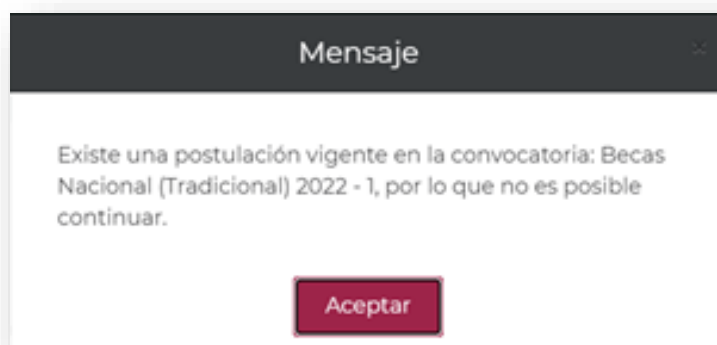 Mensaje
Existe una postulación vigente en la convocatoria: Becas
Nacional (Tradicional) 2022 - 1, por lo que no es posible
continuar.
Aceptar